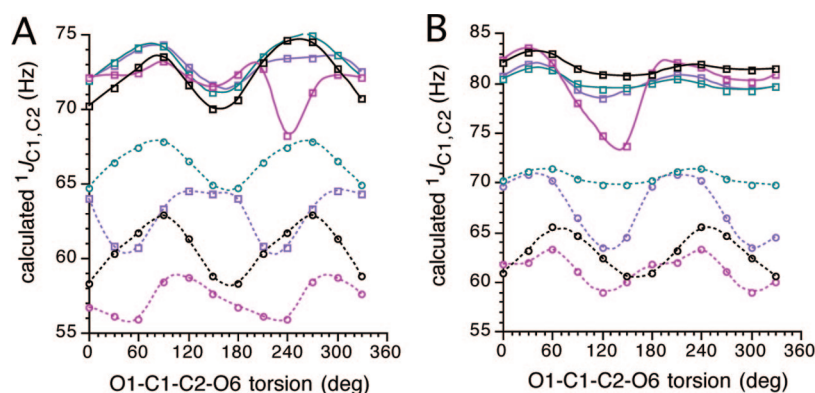 A
calculated ¹J_C1,C2 (Hz)
75
70
65
60
55
0 60 120 180 240 300 360
O1-C1-C2-O6 torsion (deg)
B
calculated ¹J_C1,C2 (Hz)
85
80
75
70
65
60
55
0 60 120 180 240 300 360
O1-C1-C2-O6 torsion (deg)